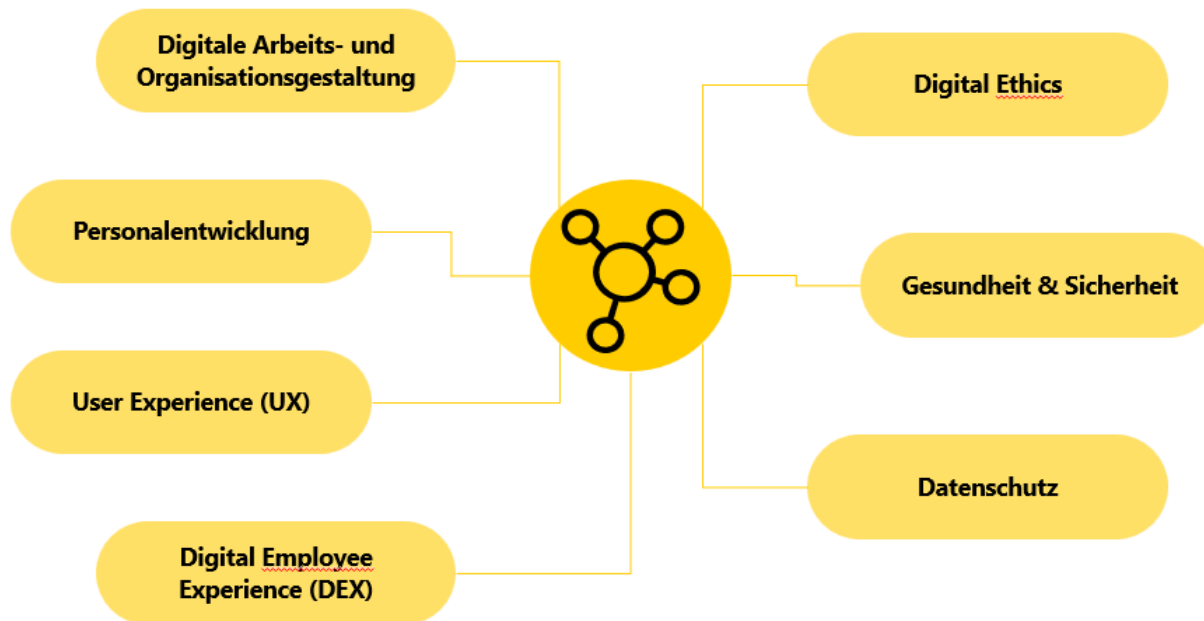 Digitale Arbeits- und
Organisationsgestaltung
Personalentwicklung
User Experience (UX)
Digital Employee
Experience (DEX)
Digital Ethics
Gesundheit & Sicherheit
Datenschutz